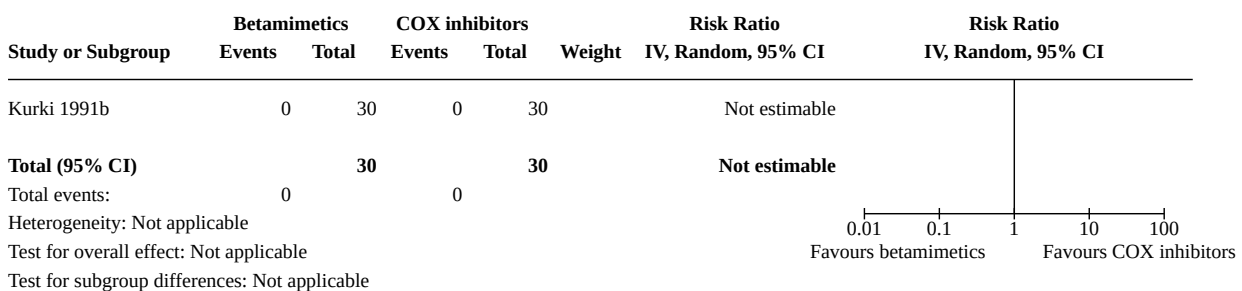 Betamimetics COX inhibitors Risk Ratio Risk Ratio
Study or Subgroup Events Total Events Total Weight IV, Random, 95% CI IV, Random, 95% CI
Kurki 1991b 0 30 0 30 Not estimable
Total (95% CI) 30 30 Not estimable
Total events: 0 0
Heterogeneity: Not applicable
Test for overall effect: Not applicable
Test for subgroup differences: Not applicable
0.01 0.1 1 10 100
Favours betamimetics Favours COX inhibitors